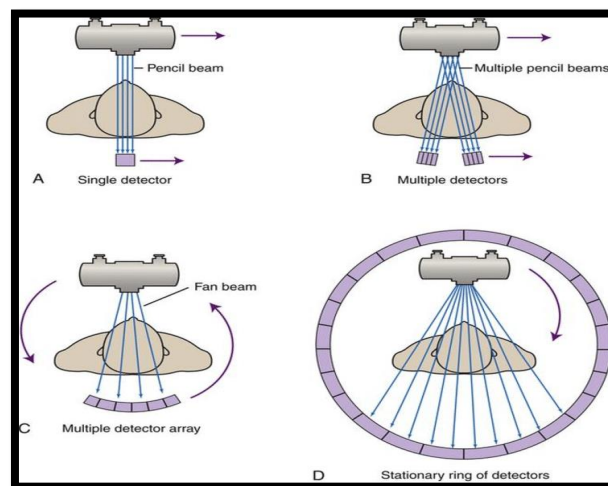 Pencil beam
A
Single detector
Multiple pencil beams
B
Multiple detectors
Fan beam
C
Multiple detector array
D
Stationary ring of detectors